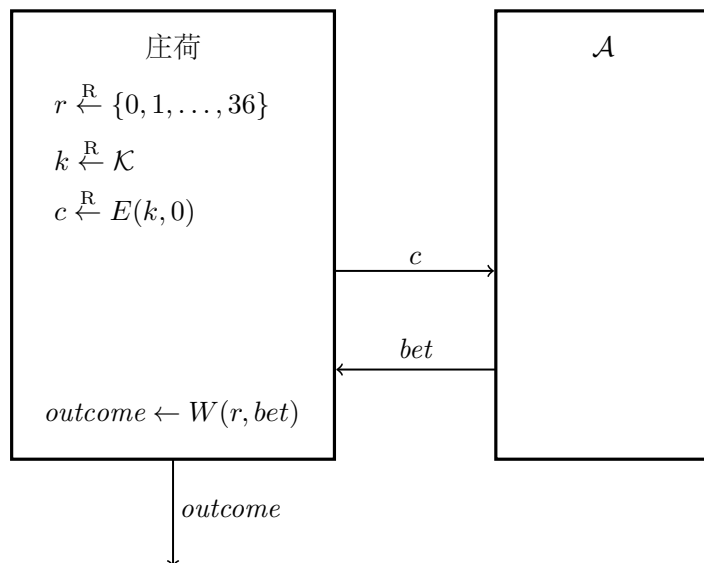 庄荷
𝒜
r ←ᴿ {0, 1, . . . , 36}
k ←ᴿ 𝒦
c ←ᴿ E(k, 0)
c
bet
outcome ← W(r, bet)
outcome